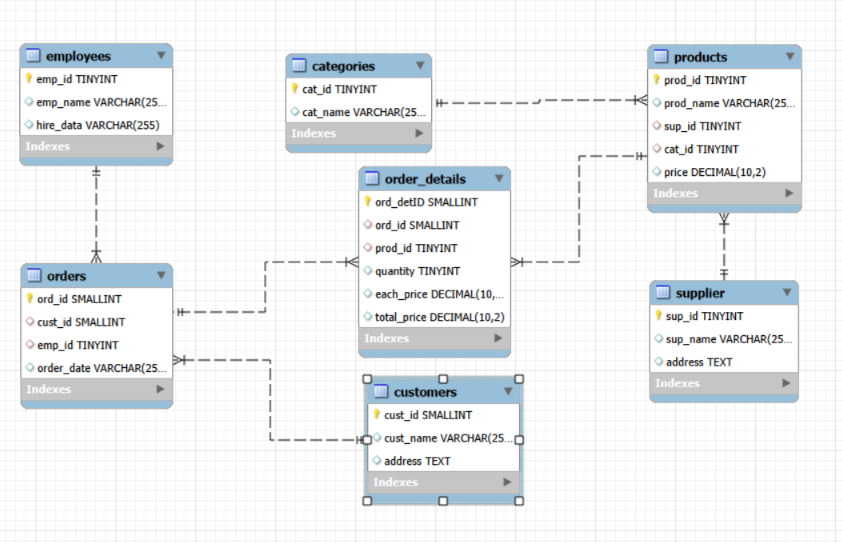 employees
emp_id TINYINT
emp_name VARCHAR(25...
hire_data VARCHAR(255)
Indexes
categories
cat_id TINYINT
cat_name VARCHAR(25...
Indexes
products
prod_id TINYINT
prod_name VARCHAR(25...
sup_id TINYINT
cat_id TINYINT
price DECIMAL(10,2)
Indexes
order_details
ord_detID SMALLINT
ord_id SMALLINT
prod_id TINYINT
quantity TINYINT
each_price DECIMAL(10,...
total_price DECIMAL(10,2)
Indexes
orders
ord_id SMALLINT
cust_id SMALLINT
emp_id TINYINT
order_date VARCHAR(25...
Indexes
supplier
sup_id TINYINT
sup_name VARCHAR(25...
address TEXT
Indexes
customers
cust_id SMALLINT
cust_name VARCHAR(25...
address TEXT
Indexes